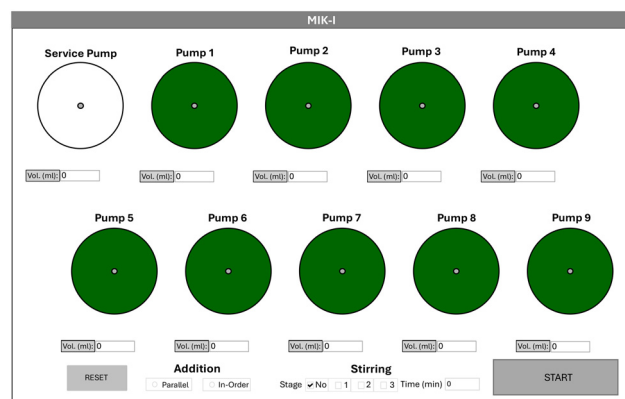 MIK-I
Service Pump Pump 1 Pump 2 Pump 3 Pump 4
Vol. (ml): 0 Vol. (ml): 0 Vol. (ml): 0 Vol. (ml): 0 Vol. (ml): 0
Pump 5 Pump 6 Pump 7 Pump 8 Pump 9
Vol. (ml): 0 Vol. (ml): 0 Vol. (ml): 0 Vol. (ml): 0 Vol. (ml): 0
RESET Addition Stirring START
Parallel In-Order Stage No 1 2 3 Time (min) 0